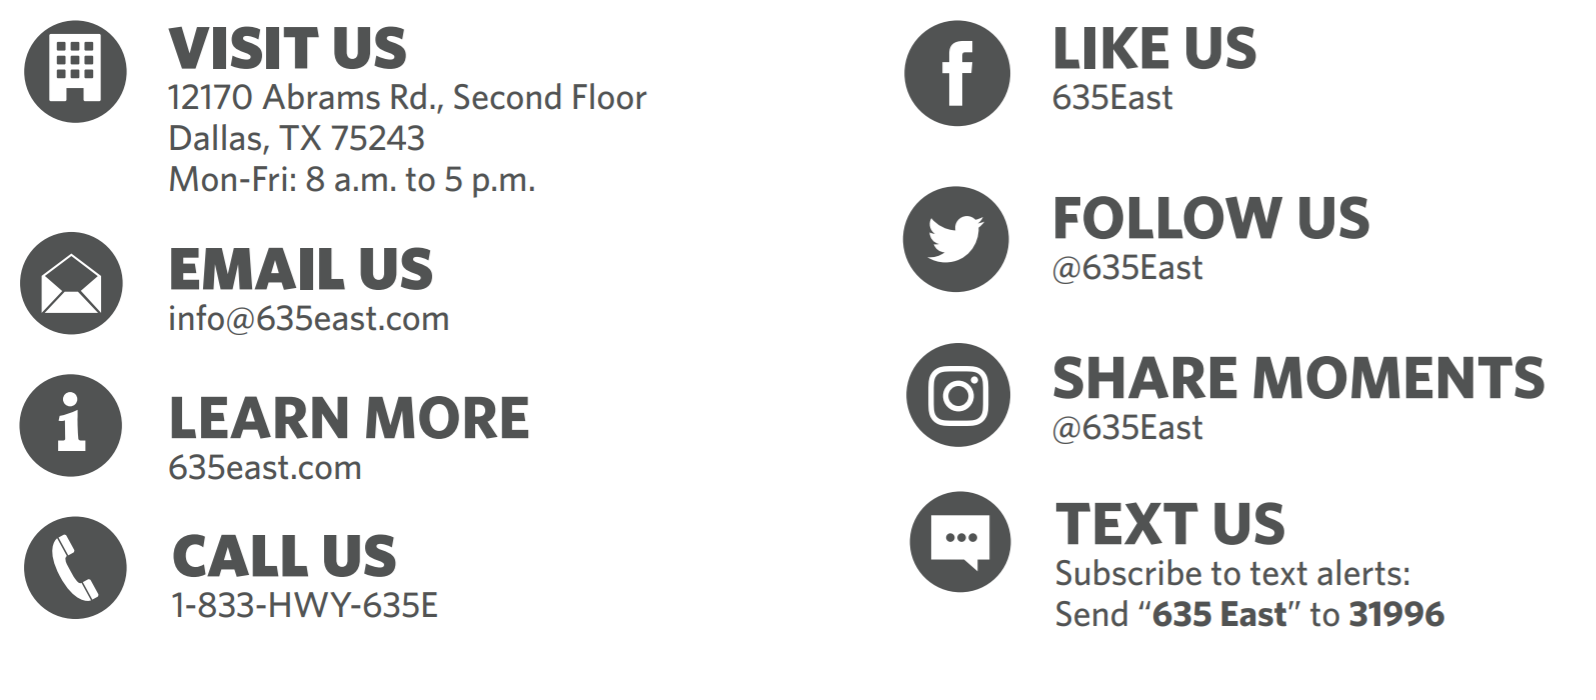 VISIT US
12170 Abrams Rd., Second Floor
Dallas, TX 75243
Mon-Fri: 8 a.m. to 5 p.m.
EMAIL US
info@635east.com
LEARN MORE
635east.com
CALL US
1-833-HWY-635E
LIKE US
635East
FOLLOW US
@635East
SHARE MOMENTS
@635East
TEXT US
Subscribe to text alerts:
Send “635 East” to 31996